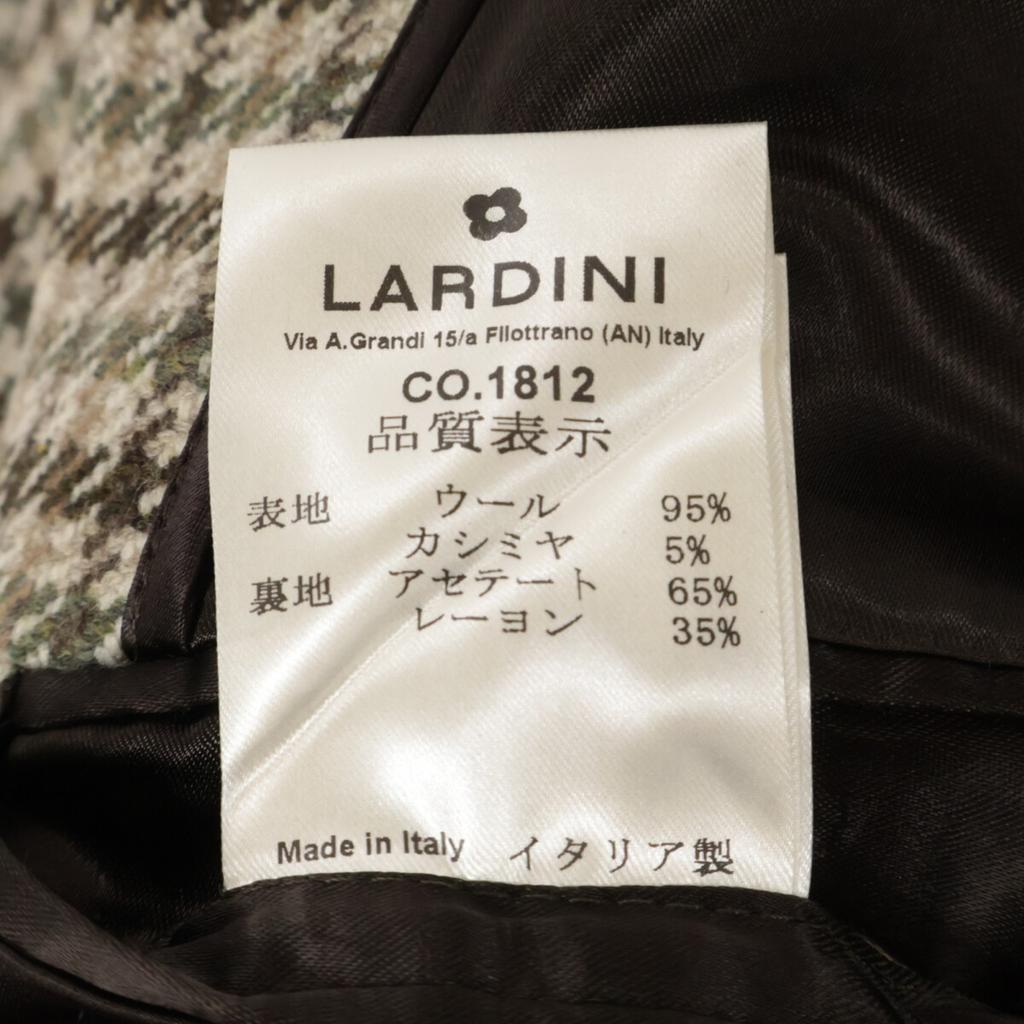 LARDINI
Via A.Grandi 15/a Filottrano (AN) Italy
CO.1812
品質表示
表地 ウール 95%
カシミヤ 5%
裏地 アセテート 65%
レーヨン 35%
Made in Italy イタリア製